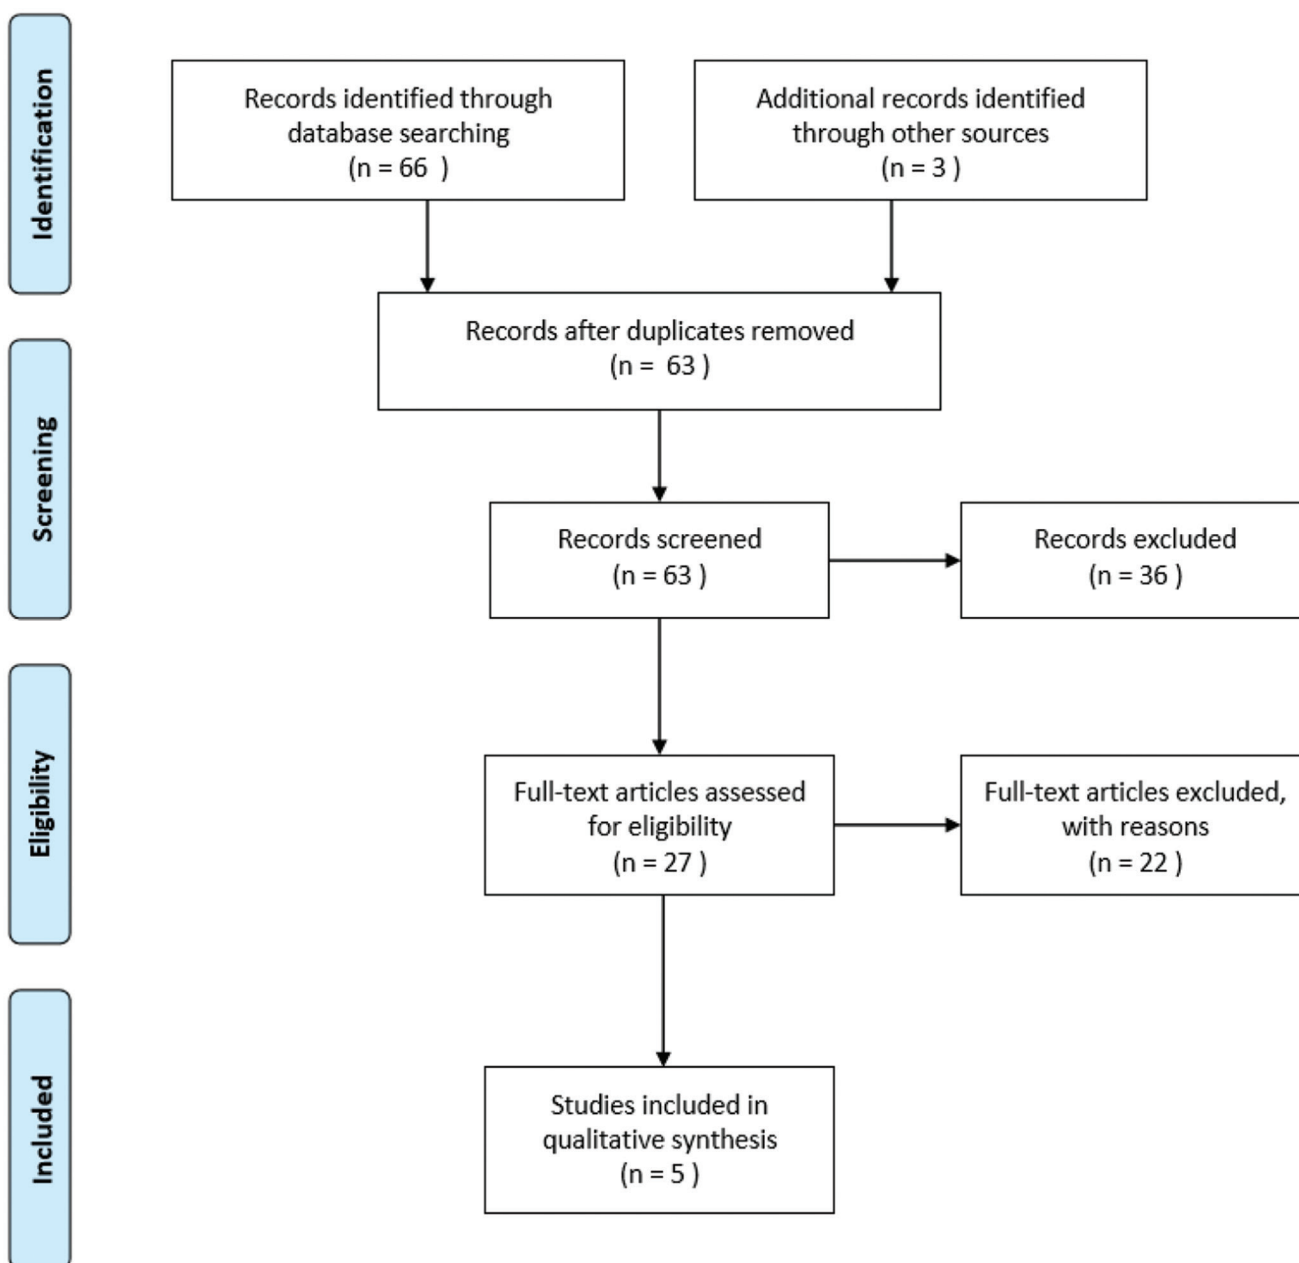 Identification
Records identified through
database searching
(n = 66  )
Additional records identified
through other sources
(n = 3 )
Records after duplicates removed
(n =  63 )
Screening
Records screened
(n = 63 )
Records excluded
(n = 36 )
Eligibility
Full-text articles assessed
for eligibility
(n = 27 )
Full-text articles excluded,
with reasons
(n = 22 )
Included
Studies included in
qualitative synthesis
(n = 5 )